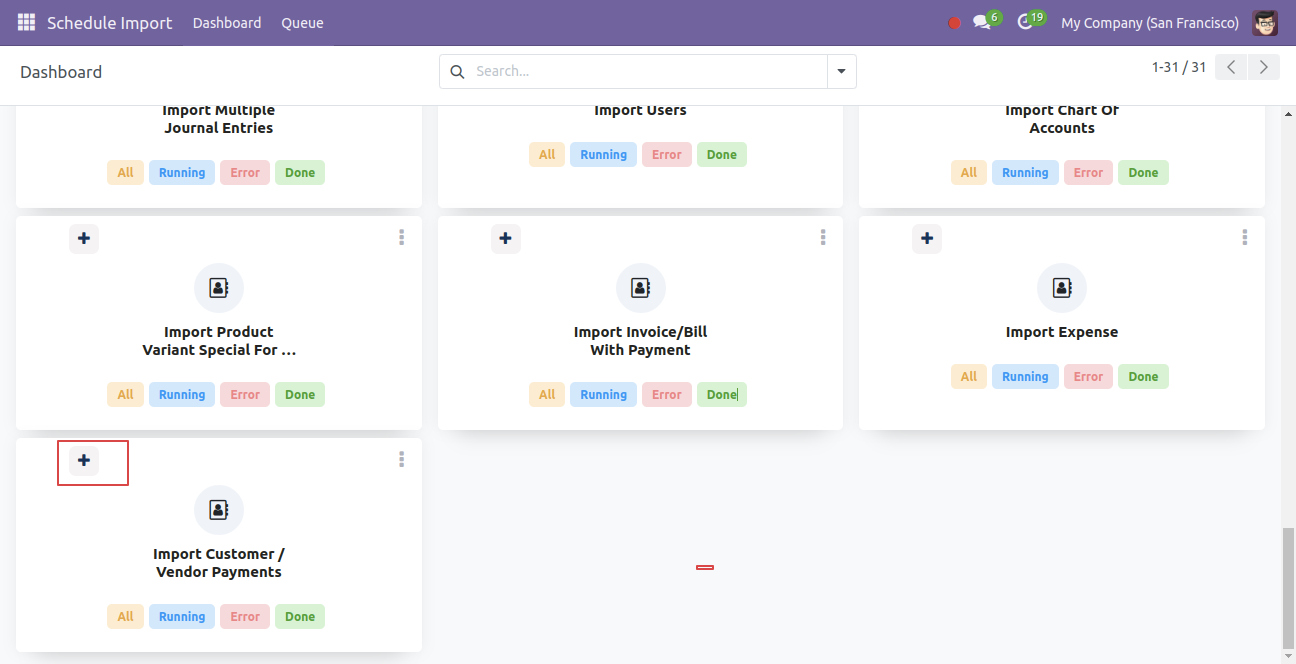 Schedule Import Dashboard Queue 6 19 My Company (San Francisco)
Dashboard Search... 1-31 / 31
Import Multiple
Journal Entries
All Running Error Done
Import Users
All Running Error Done
Import Chart Of
Accounts
All Running Error Done
Import Product
Variant Special For ...
All Running Error Done
Import Invoice/Bill
With Payment
All Running Error Done
Import Expense
All Running Error Done
Import Customer /
Vendor Payments
All Running Error Done